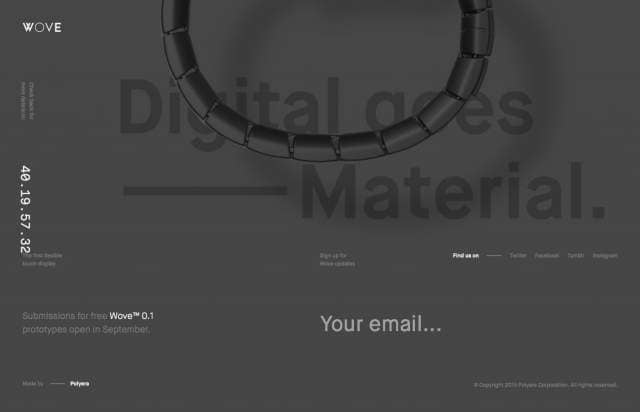 WOVE
Check back for
more details in:
Digital goes
Material.
40.19.57.32
The first flexible
touch display.
Sign up for
Wove updates
Find us on
Twitter
Facebook
Tumblr
Instagram
Submissions for free Wove™ 0.1
prototypes open in September.
Your email...
Made by
Polyera
© Copyright 2015 Polyera Corporation. All rights reserved.